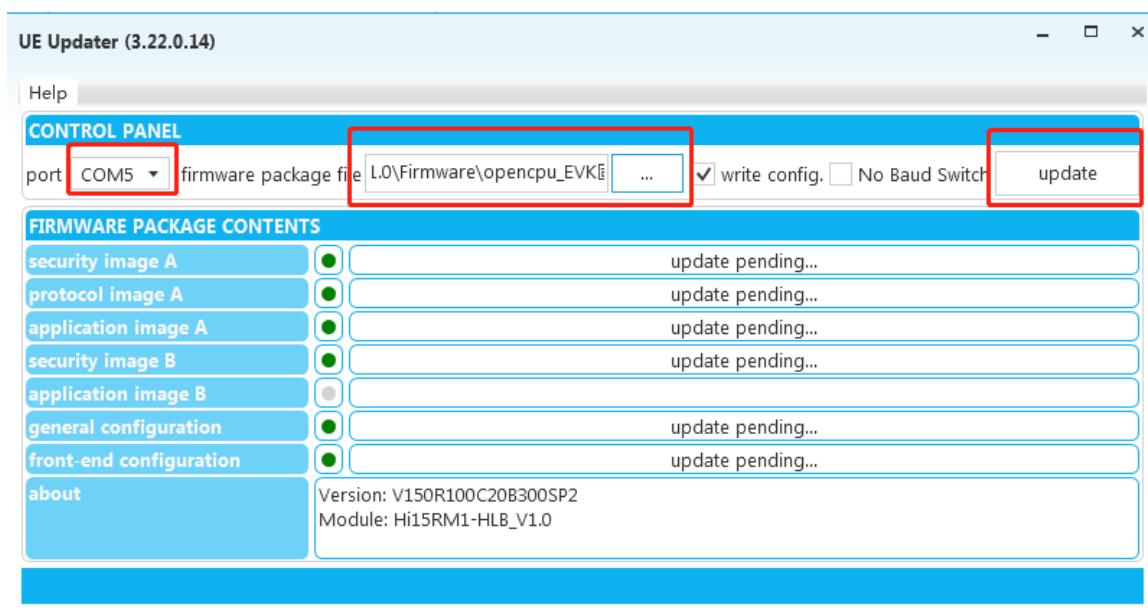 UE Updater (3.22.0.14)
Help
CONTROL PANEL
port COM5 firmware package file L.0\Firmware\opencpu_EVK ... write config. No Baud Switch update
FIRMWARE PACKAGE CONTENTS
security image A update pending...
protocol image A update pending...
application image A update pending...
security image B update pending...
application image B
general configuration update pending...
front-end configuration update pending...
about Version: V150R100C20B300SP2
Module: Hi15RM1-HLB_V1.0